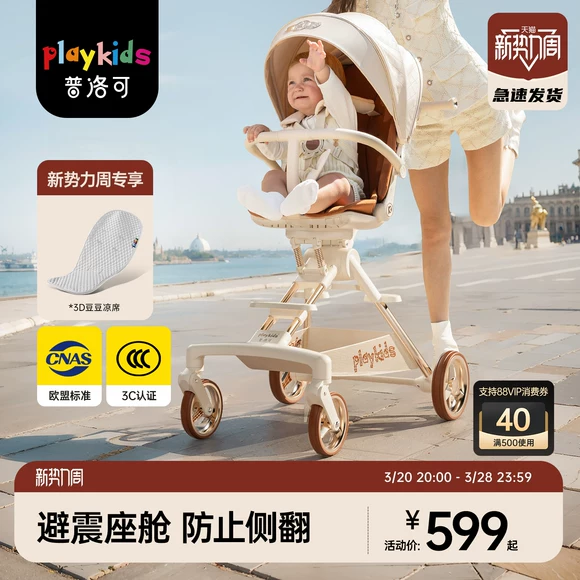 playkids
普洛可
天猫
新势力周
急速发货
新势力周专享
*3D豆豆凉席
CNAS
欧盟标准
CCC
3C认证
playkids
支持88VIP消费券
40
满500使用
新势力周
3/20 20:00 - 3/28 23:59
避震座舱 防止侧翻
活动价:
¥599起